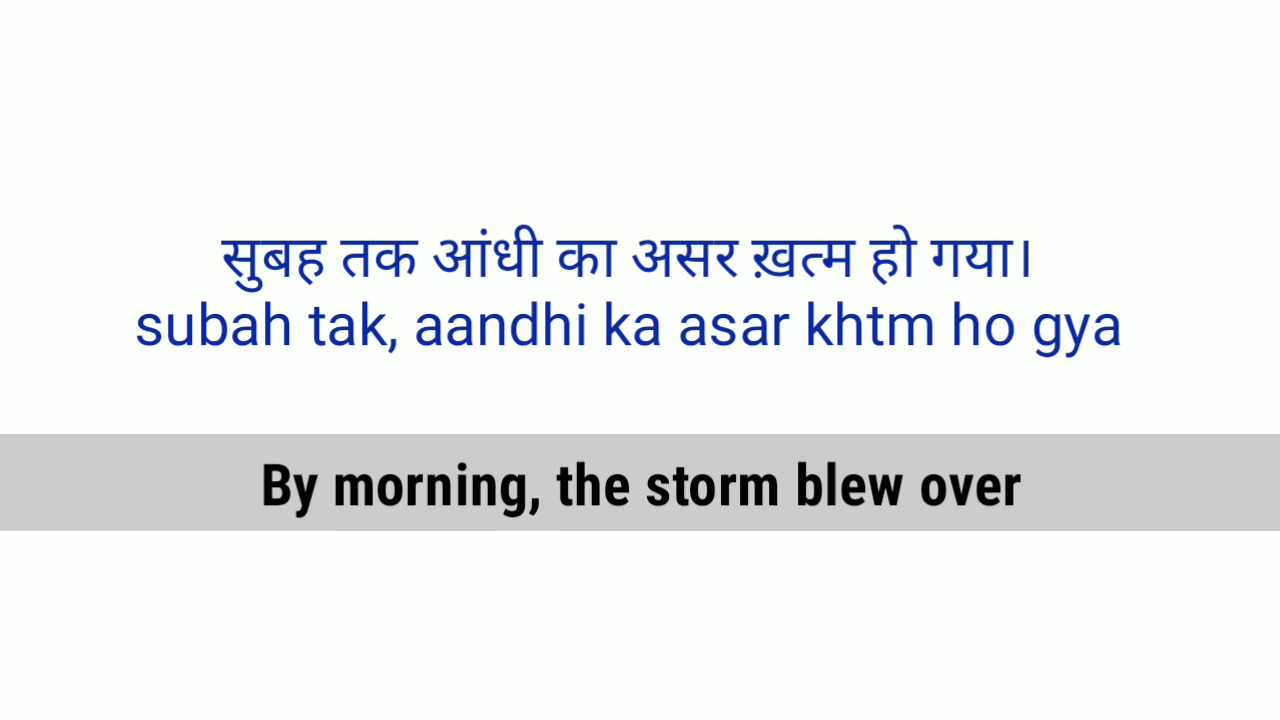 सुबह तक आंधी का असर ख़त्म हो गया।
subah tak, aandhi ka asar khtm ho gya
By morning, the storm blew over